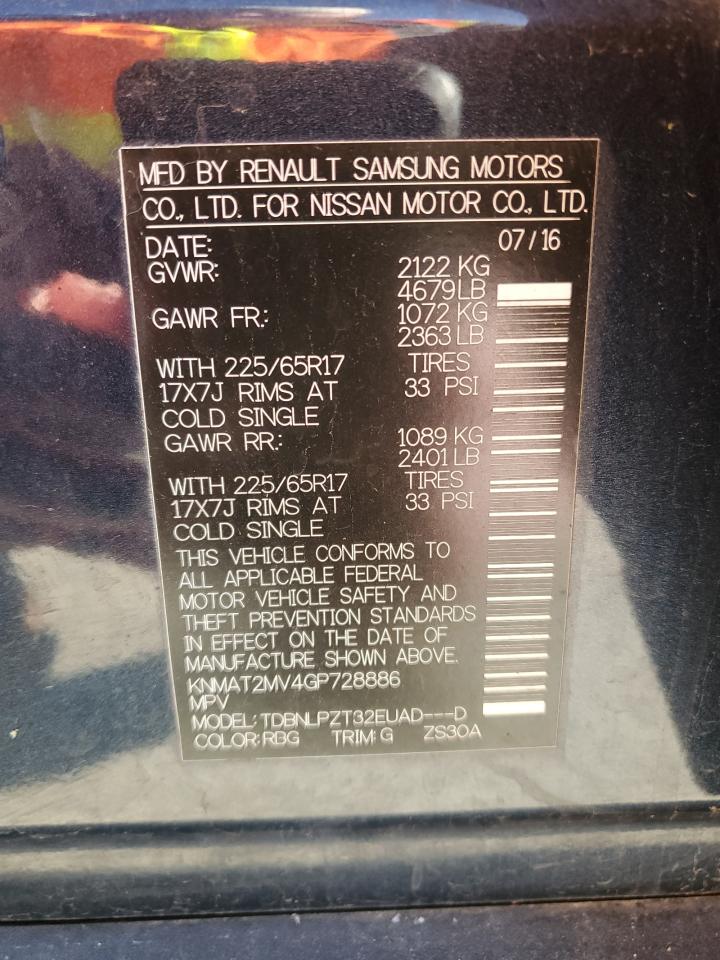 MFD BY RENAULT SAMSUNG MOTORS
CO., LTD. FOR NISSAN MOTOR CO., LTD.
DATE: 07/16
GVWR: 2122 KG
4679 LB
GAWR FR.: 1072 KG
2363 LB
WITH 225/65R17 TIRES
17X7J RIMS AT 33 PSI
COLD SINGLE
GAWR RR.: 1089 KG
2401 LB
WITH 225/65R17 TIRES
17X7J RIMS AT 33 PSI
COLD SINGLE
THIS VEHICLE CONFORMS TO
ALL APPLICABLE FEDERAL
MOTOR VEHICLE SAFETY AND
THEFT PREVENTION STANDARDS
IN EFFECT ON THE DATE OF
MANUFACTURE SHOWN ABOVE.
KNMAT2MV4GP728886
MPV
MODEL: TDBNLPZT32EUAD---D
COLOR:RBG TRIM: G ZS30A